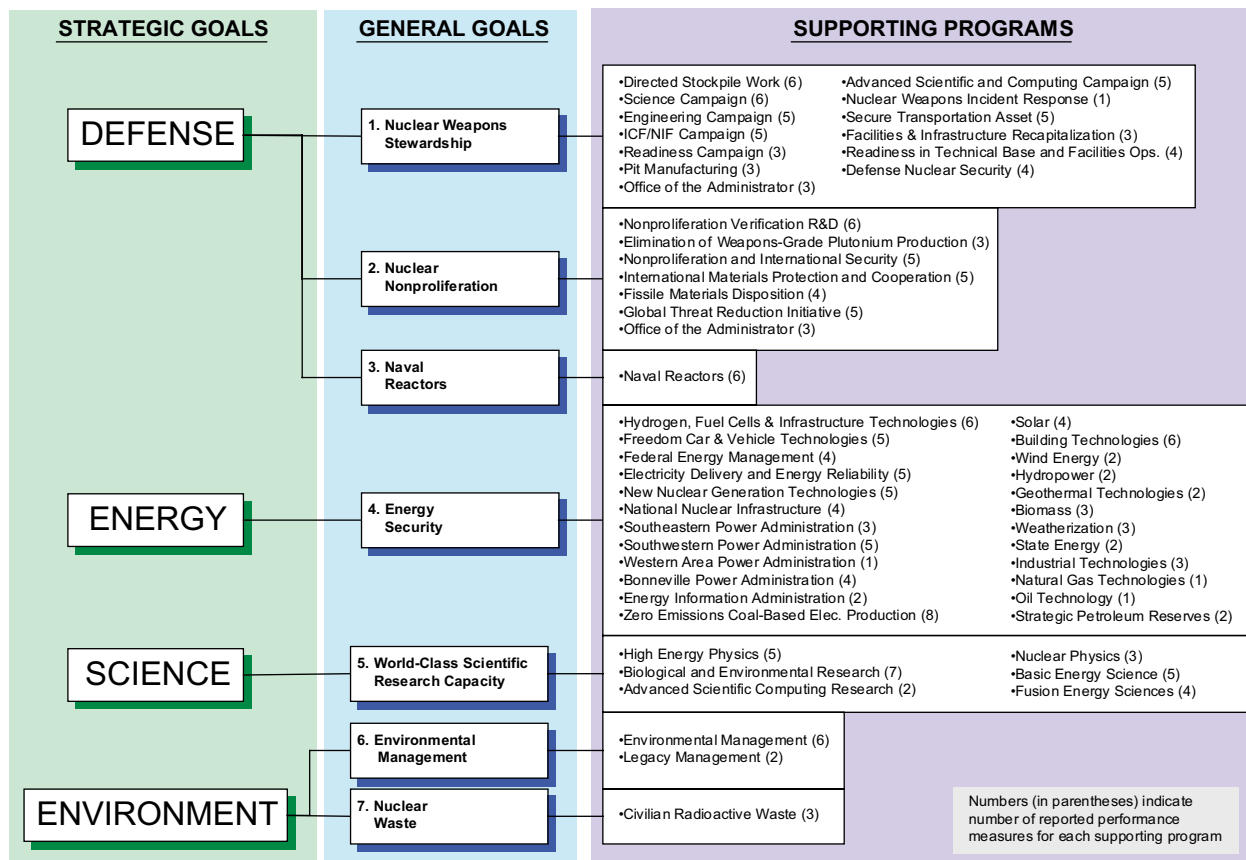 STRATEGIC GOALS
GENERAL GOALS
SUPPORTING PROGRAMS
DEFENSE
1. Nuclear Weapons
Stewardship
•Directed Stockpile Work (6)
•Science Campaign (6)
•Engineering Campaign (5)
•ICF/NIF Campaign (5)
•Readiness Campaign (3)
•Pit Manufacturing (3)
•Office of the Administrator (3)
•Advanced Scientific and Computing Campaign (5)
•Nuclear Weapons Incident Response (1)
•Secure Transportation Asset (5)
•Facilities & Infrastructure Recapitalization (3)
•Readiness in Technical Base and Facilities Ops. (4)
•Defense Nuclear Security (4)
2. Nuclear
Nonproliferation
•Nonproliferation Verification R&D (6)
•Elimination of Weapons-Grade Plutonium Production (3)
•Nonproliferation and International Security (5)
•International Materials Protection and Cooperation (5)
•Fissile Materials Disposition (4)
•Global Threat Reduction Initiative (5)
•Office of the Administrator (3)
3. Naval
Reactors
•Naval Reactors (6)
ENERGY
4. Energy
Security
•Hydrogen, Fuel Cells & Infrastructure Technologies (6)
•Freedom Car & Vehicle Technologies (5)
•Federal Energy Management (4)
•Electricity Delivery and Energy Reliability (5)
•New Nuclear Generation Technologies (5)
•National Nuclear Infrastructure (4)
•Southeastern Power Administration (3)
•Southwestern Power Administration (5)
•Western Area Power Administration (1)
•Bonneville Power Administration (4)
•Energy Information Administration (2)
•Zero Emissions Coal-Based Elec. Production (8)
•Solar (4)
•Building Technologies (6)
•Wind Energy (2)
•Hydropower (2)
•Geothermal Technologies (2)
•Biomass (3)
•Weatherization (3)
•State Energy (2)
•Industrial Technologies (3)
•Natural Gas Technologies (1)
•Oil Technology (1)
•Strategic Petroleum Reserves (2)
SCIENCE
5. World-Class Scientific
Research Capacity
•High Energy Physics (5)
•Biological and Environmental Research (7)
•Advanced Scientific Computing Research (2)
•Nuclear Physics (3)
•Basic Energy Science (5)
•Fusion Energy Sciences (4)
ENVIRONMENT
6. Environmental
Management
•Environmental Management (6)
•Legacy Management (2)
7. Nuclear
Waste
•Civilian Radioactive Waste (3)
Numbers (in parentheses) indicate
number of reported performance
measures for each supporting program